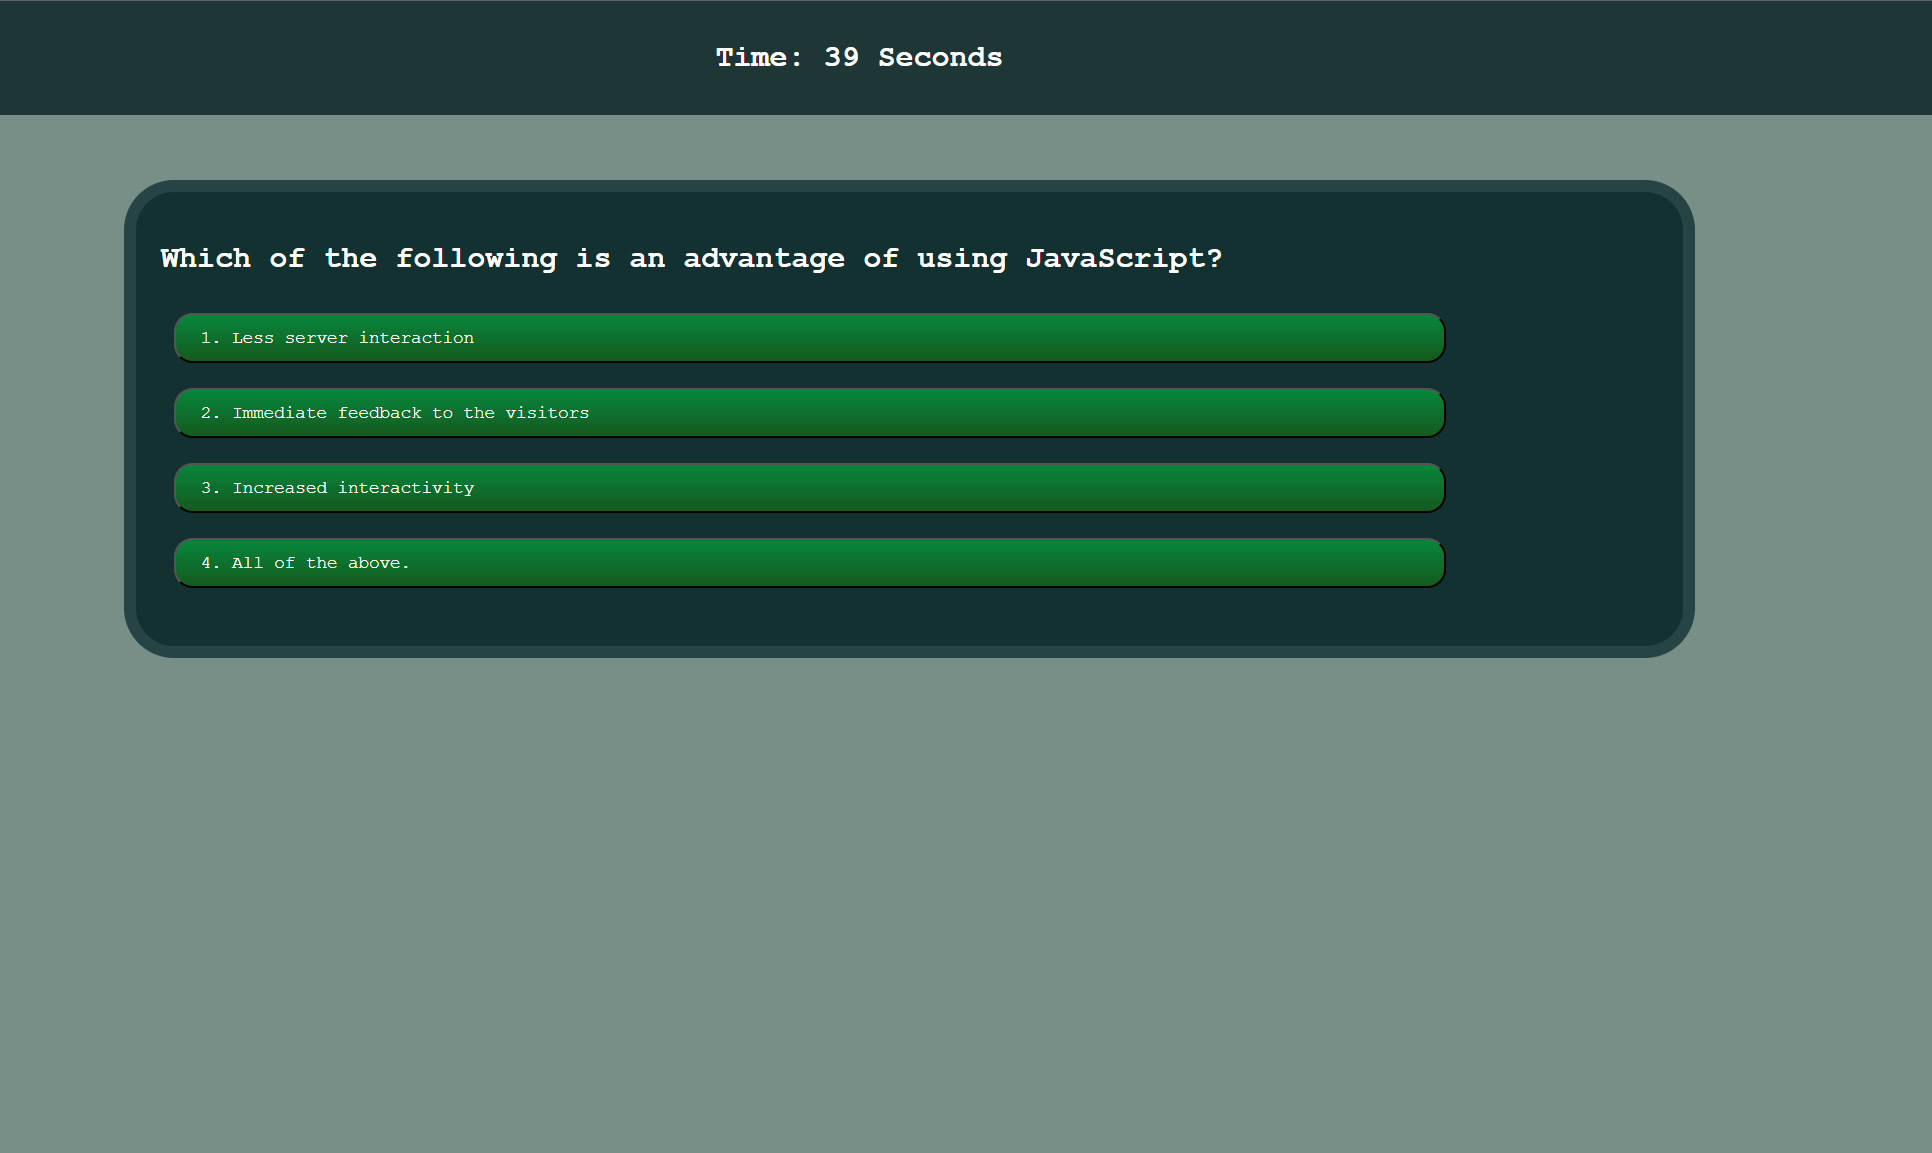 Time: 39 Seconds
Which of the following is an advantage of using JavaScript?
1. Less server interaction
2. Immediate feedback to the visitors
3. Increased interactivity
4. All of the above.